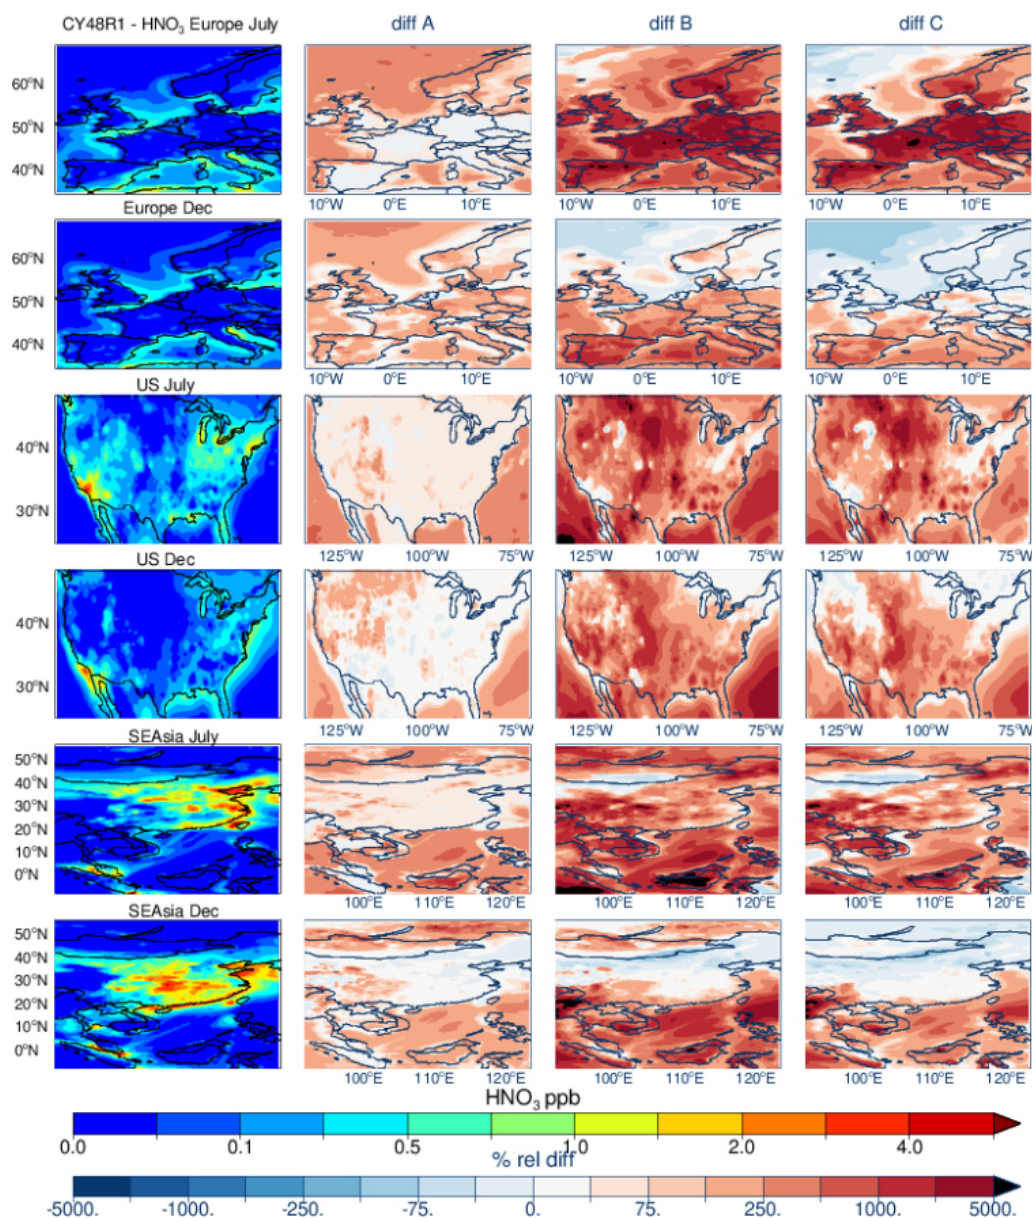 CY48R1 - HNO3 Europe July diff A diff B diff C
60°N
50°N
40°N
10°W 0°E 10°E 10°W 0°E 10°E 10°W 0°E 10°E
Europe Dec
60°N
50°N
40°N
10°W 0°E 10°E 10°W 0°E 10°E 10°W 0°E 10°E
US July
40°N
30°N
125°W 100°W 75°W 125°W 100°W 75°W 125°W 100°W 75°W
US Dec
40°N
30°N
125°W 100°W 75°W 125°W 100°W 75°W 125°W 100°W 75°W
SEAsia July
50°N
40°N
30°N
20°N
10°N
0°N
100°E 110°E 120°E 100°E 110°E 120°E 100°E 110°E 120°E
SEAsia Dec
50°N
40°N
30°N
20°N
10°N
0°N
100°E 110°E 120°E 100°E 110°E 120°E 100°E 110°E 120°E
HNO3 ppb
0.0 0.1 0.5 1.0 2.0 4.0
% rel diff
-5000. -1000. -250. -75. 0. 75. 250. 1000. 5000.